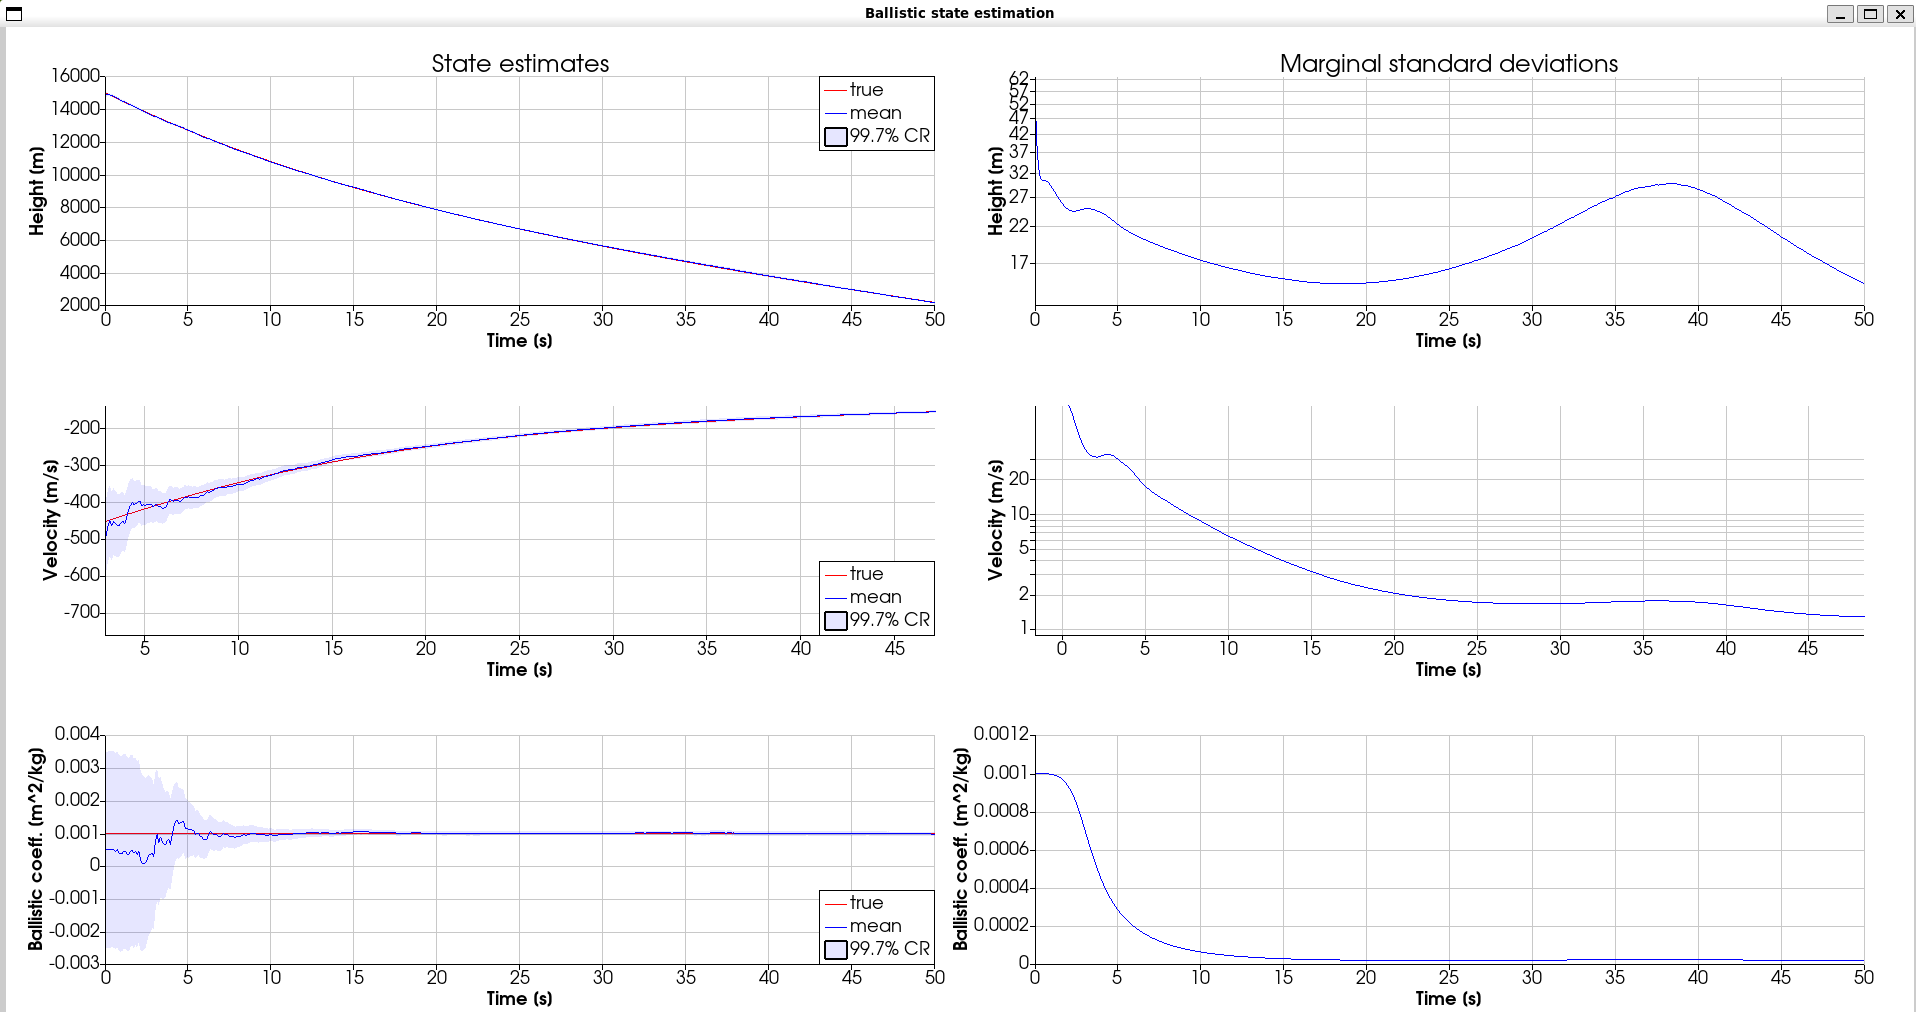 Ballistic state estimation
State estimates
16000
14000
12000
10000
8000
6000
4000
2000
Height (m)
0 5 10 15 20 25 30 35 40 45 50
Time (s)
true
mean
99.7% CR
Marginal standard deviations
62
57
52
47
42
37
32
27
22
17
Height (m)
0 5 10 15 20 25 30 35 40 45 50
Time (s)
-200
-300
-400
-500
-600
-700
Velocity (m/s)
5 10 15 20 25 30 35 40 45
Time (s)
true
mean
99.7% CR
20
10
5
2
1
Velocity (m/s)
0 5 10 15 20 25 30 35 40 45
Time (s)
0.004
0.003
0.002
0.001
0
-0.001
-0.002
-0.003
Ballistic coeff. (m^2/kg)
0 5 10 15 20 25 30 35 40 45 50
Time (s)
true
mean
99.7% CR
0.0012
0.001
0.0008
0.0006
0.0004
0.0002
0
Ballistic coeff. (m^2/kg)
0 5 10 15 20 25 30 35 40 45 50
Time (s)